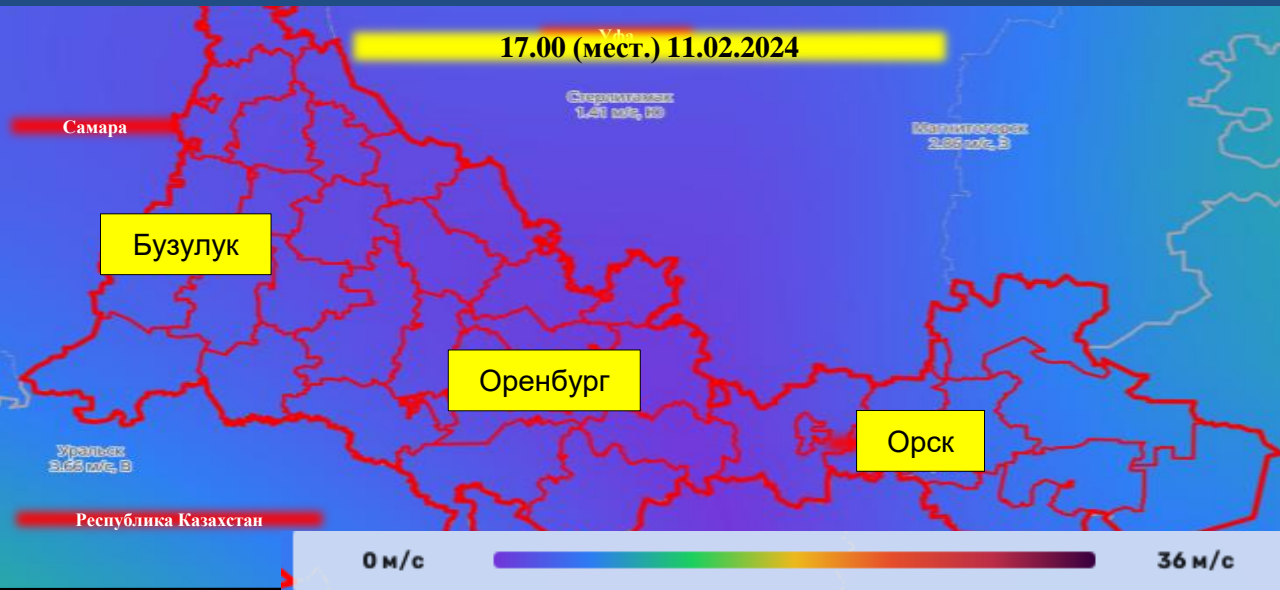 Уфа
17.00 (мест.) 11.02.2024
Стерлитамак
1.41 м/с, Ю
Самара
Магнитогорск
2.86 м/с, З
Бузулук
Оренбург
Орск
Уральск
3.66 м/с, В
Республика Казахстан
0 м/с
36 м/с